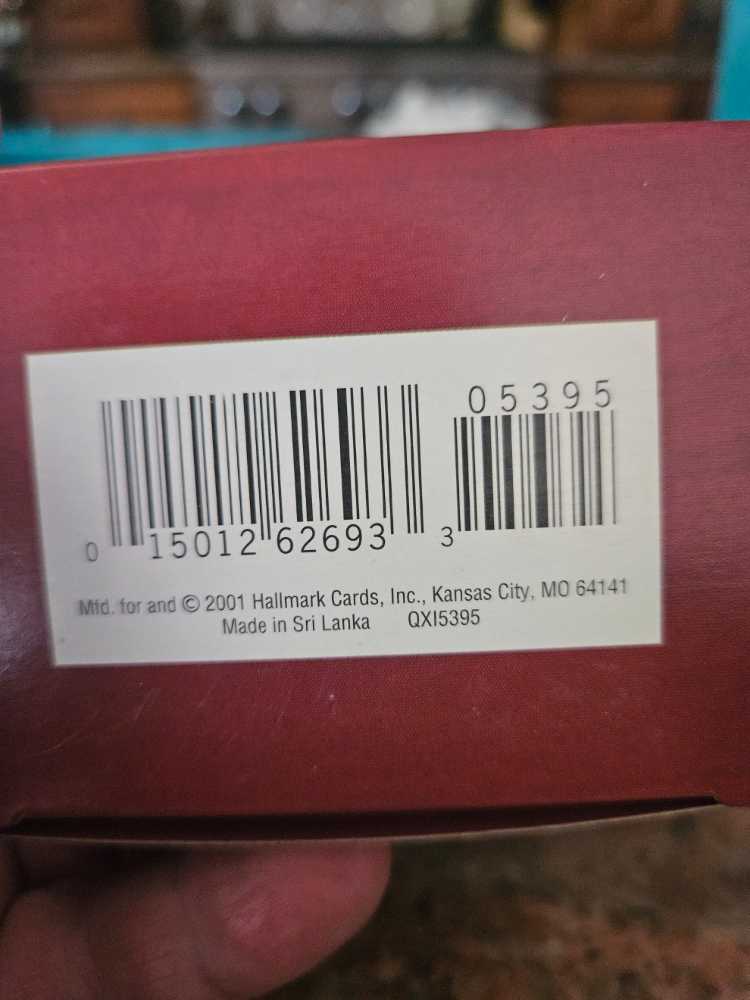 05395
0 15012 62693 3
Mfd. for and © 2001 Hallmark Cards, Inc., Kansas City, MO 64141
Made in Sri Lanka QXI5395